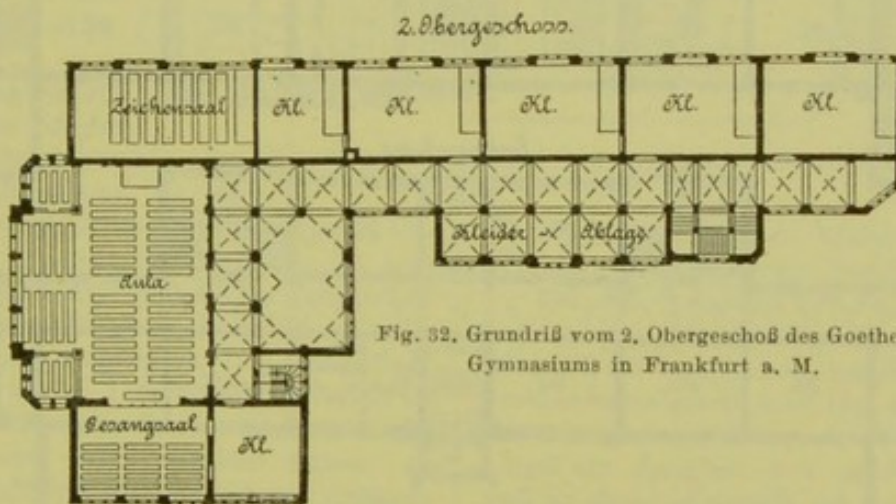 2. Obergeschoss.
Zeichensaal Kl. Kl. Kl. Kl. Kl.
Kleider - Ablage
Aula
Fig. 32. Grundriß vom 2. Obergeschoß des Goethe
Gymnasiums in Frankfurt a. M.
Gesangsaal
Kl.